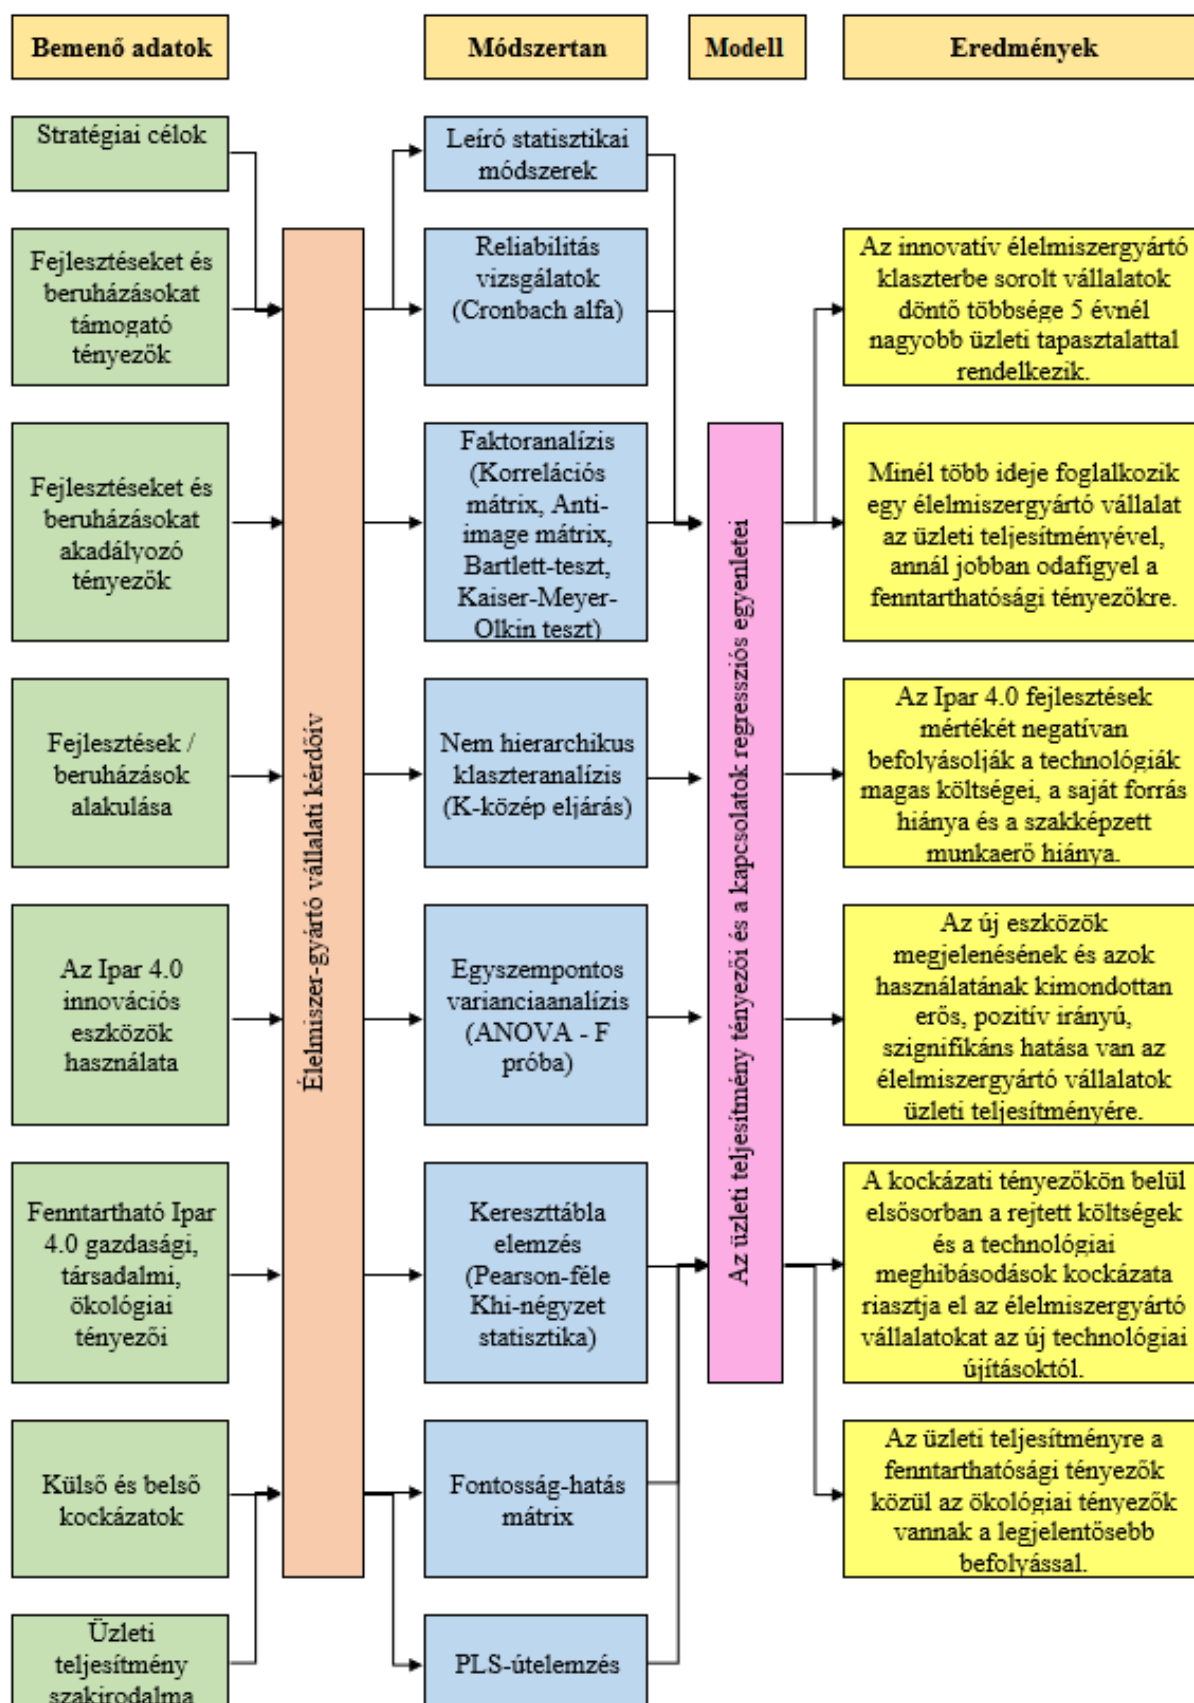 Bemenő adatok
Módszertan
Modell
Eredmények
Stratégiai célok
Fejlesztéseket és
beruházásokat
támogató
tényezők
Fejlesztéseket és
beruházásokat
akadályozó
tényezők
Fejlesztések /
beruházások
alakulása
Az Ipar 4.0
innovációs
eszközök
használata
Fenntartható Ipar
4.0 gazdasági,
társadalmi,
ökológiai
tényezői
Külső és belső
kockázatok
Üzleti
teljesítmény
szakirodalma
Élelmiszer-gyártó vállalati kérdőív
Leíró statisztikai
módszerek
Reliabilitás
vizsgálatok
(Cronbach alfa)
Faktoranalízis
(Korrelációs
mátrix, Anti-
image mátrix,
Bartlett-teszt,
Kaiser-Meyer-
Olkin teszt)
Nem hierarchikus
klaszteranalízis
(K-közép eljárás)
Egyszempontos
varianciaanalízis
(ANOVA - F
próba)
Kereszttábla
elemzés
(Pearson-féle
Khi-négyzet
statisztika)
Fontosság-hatás
mátrix
PLS-útelemzés
Az üzleti teljesítmény tényezői és a kapcsolatok regressziós egyenletei
Az innovatív élelmiszergyártó
klaszterbe sorolt vállalatok
döntő többsége 5 évnél
nagyobb üzleti tapasztalattal
rendelkezik.
Minél több ideje foglalkozik
egy élelmiszergyártó vállalat
az üzleti teljesítményével,
annál jobban odafigyel a
fenntarthatósági tényezőkre.
Az Ipar 4.0 fejlesztések
mértékét negatívan
befolyásolják a technológiák
magas költségei, a saját forrás
hiánya és a szakképzett
munkaerő hiánya.
Az új eszközök
megjelenésének és azok
használatának kimondottan
erős, pozitív irányú,
szignifikáns hatása van az
élelmiszergyártó vállalatok
üzleti teljesítményére.
A kockázati tényezőkön belül
elsősorban a rejtett költségek
és a technológiai
meghibásodások kockázata
riasztja el az élelmiszergyártó
vállalatokat az új technológiai
újításoktól.
Az üzleti teljesítményre a
fenntarthatósági tényezők
közül az ökológiai tényezők
vannak a legjelentősebb
befolyással.